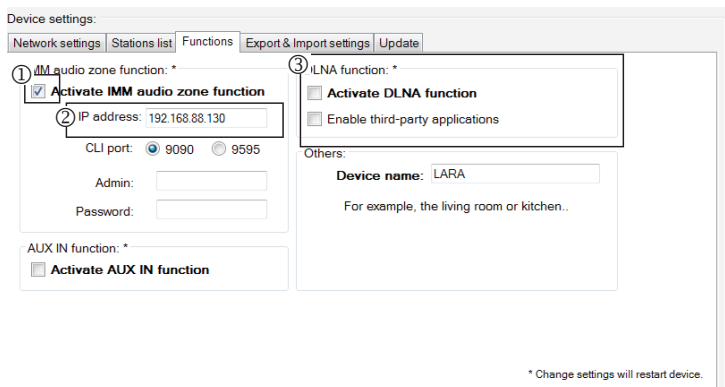 Device settings:
Network settings Stations list Functions Export & Import settings Update
① MM audio zone function: *
Activate IMM audio zone function
② IP address: 192.168.88.130
CLI port: 9090 9595
Admin:
Password:
AUX IN function: *
Activate AUX IN function
③ DLNA function: *
Activate DLNA function
Enable third-party applications
Others:
Device name: LARA
For example, the living room or kitchen..
* Change settings will restart device.